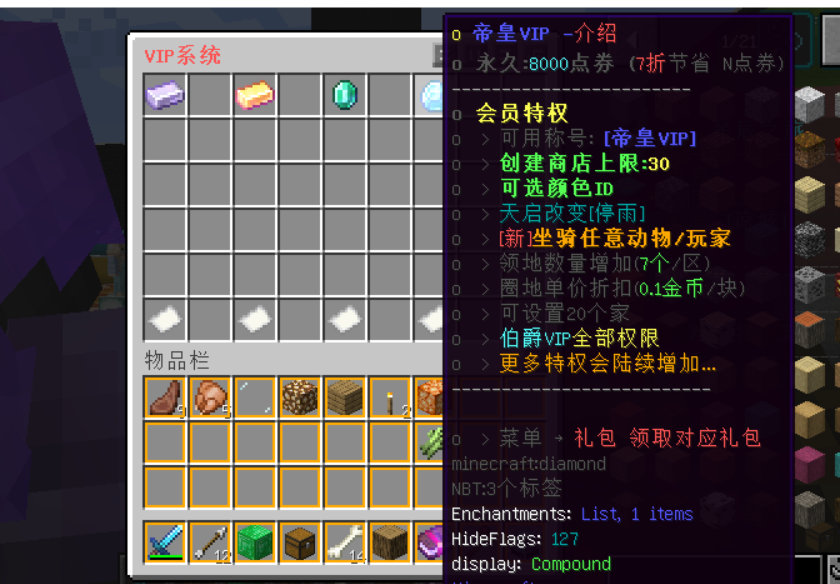 VIP系统
o 帝皇VIP -介绍
o 永久:8000点券 (7折节省 N点券)
------------------------
o 会员特权
o > 可用称号: [帝皇VIP]
o > 创建商店上限:30
o > 可选颜色ID
o > 天启改变[停雨]
o > [新]坐骑任意动物/玩家
o > 领地数量增加(7个/区)
o > 圈地单价折扣(0.1金币/块)
o > 可设置20个家
o > 伯爵VIP全部权限
o > 更多特权会陆续增加...
--------------------------
o > 菜单 → 礼包 领取对应礼包
minecraft:diamond
NBT:3个标签
Enchantments: List, 1 items
HideFlags: 127
display: Compound
物品栏
9
5
2
12
14